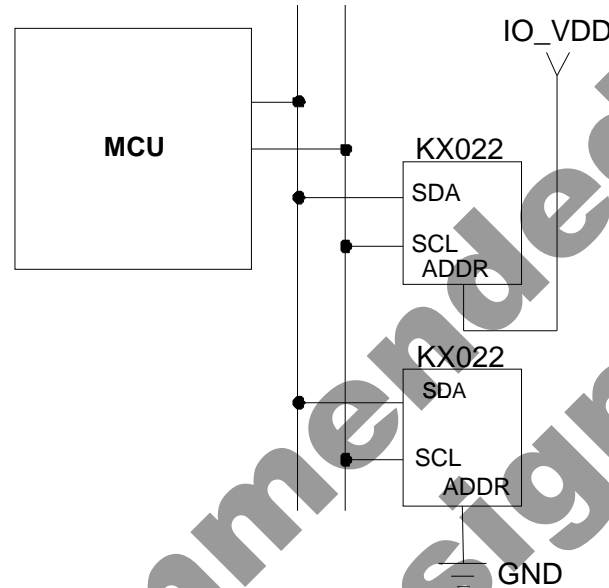 IO_VDD
MCU
KX022
SDA
SCL
ADDR
KX022
SDA
SCL
ADDR
GND